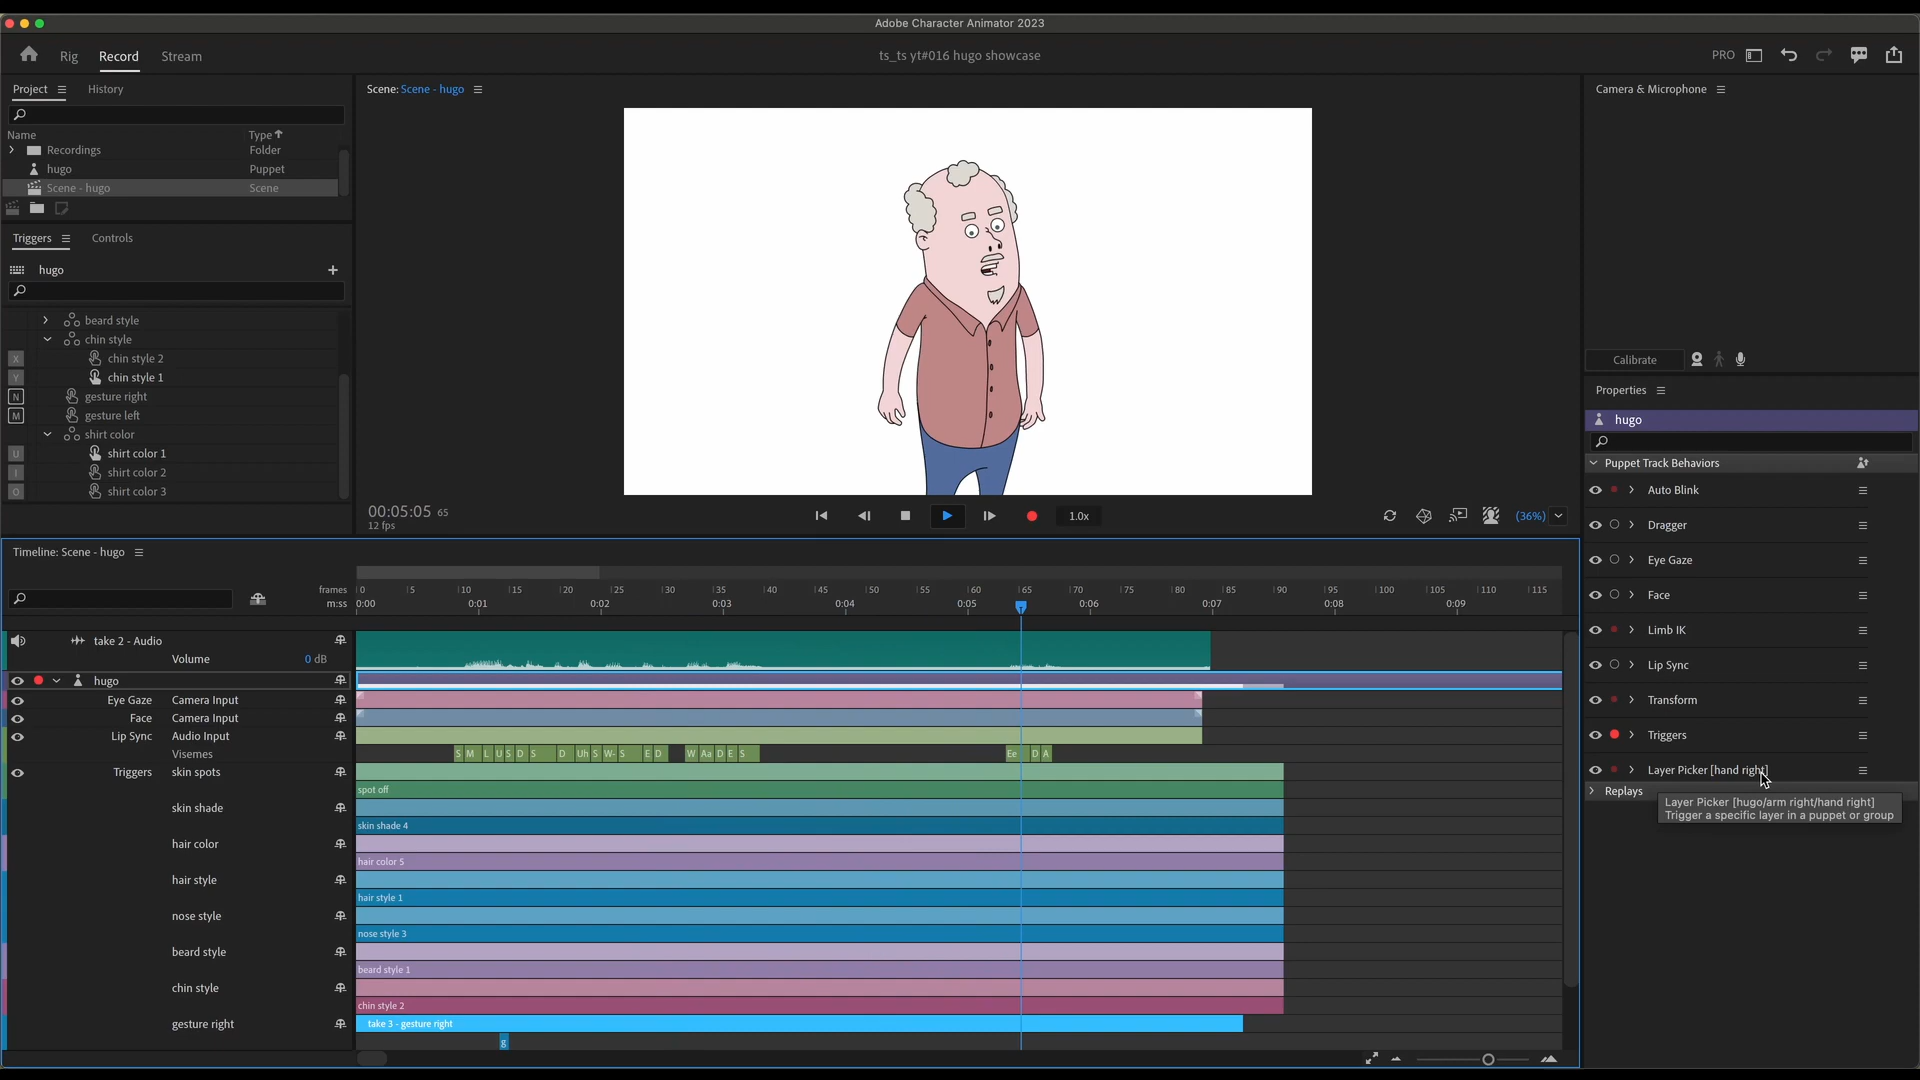 Adobe Character Animator 2023
Rig Record Stream
ts_ts yt#016 hugo showcase
PRO
Project History
Name Type
Recordings Folder
hugo Puppet
Scene - hugo Scene
Triggers Controls
hugo
beard style
chin style
X chin style 2
Y chin style 1
N gesture right
M gesture left
shirt color
U shirt color 1
I shirt color 2
O shirt color 3
Scene: Scene - hugo
00:05:05 65
12 fps
1.0x
(36%)
Camera & Microphone
Calibrate
Properties
hugo
Puppet Track Behaviors
Auto Blink
Dragger
Eye Gaze
Face
Limb IK
Lip Sync
Transform
Triggers
Layer Picker [hand right]
Replays
Layer Picker [hugo/arm right/hand right]
Trigger a specific layer in a puppet or group
Timeline: Scene - hugo
frames 0 5 10 15 20 25 30 35 40 45 50 55 60 65 70 75 80 85 90 95 100 105 110 115
m:ss 0:00 0:01 0:02 0:03 0:04 0:05 0:06 0:07 0:08 0:09
take 2 - Audio
Volume 0 dB
hugo
Eye Gaze Camera Input
Face Camera Input
Lip Sync Audio Input
Visemes S M L U S D S D Uh S W- S E D W Aa D E S Ee D A
Triggers skin spots
spot off
skin shade
skin shade 4
hair color
hair color 5
hair style
hair style 1
nose style
nose style 3
beard style
beard style 1
chin style
chin style 2
gesture right take 3 - gesture right
g